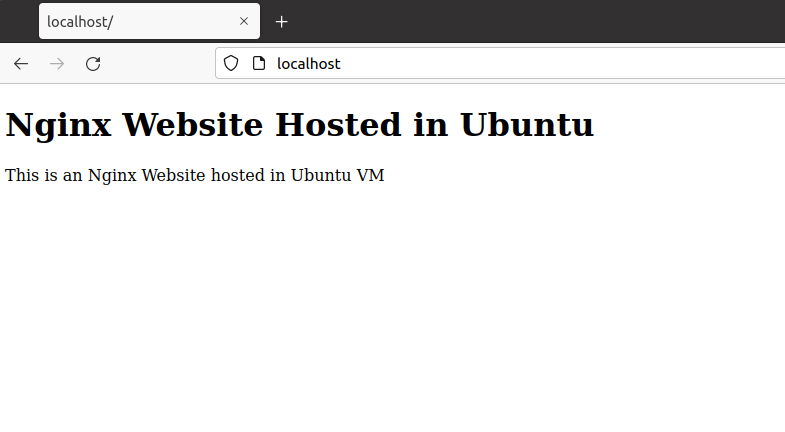 localhost/
localhost
Nginx Website Hosted in Ubuntu
This is an Nginx Website hosted in Ubuntu VM